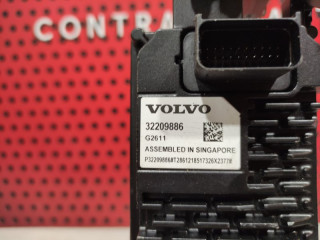 CONTRA
VOLVO
32209886
G2611
ASSEMBLED IN SINGAPORE